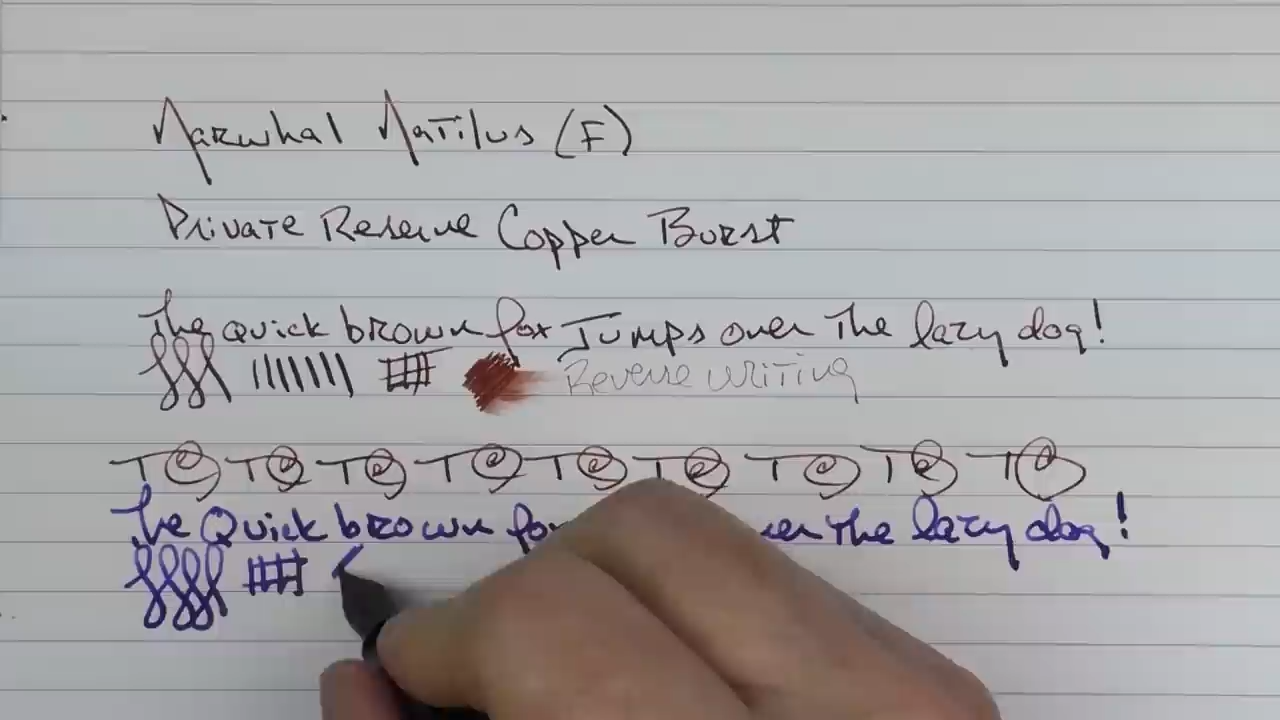 Narwhal Natilus (F)
Private Reserve Copper Burst
The quick brown fox Jumps over The lazy dog!
Reverse writing
The Quick brown The lazy dog!